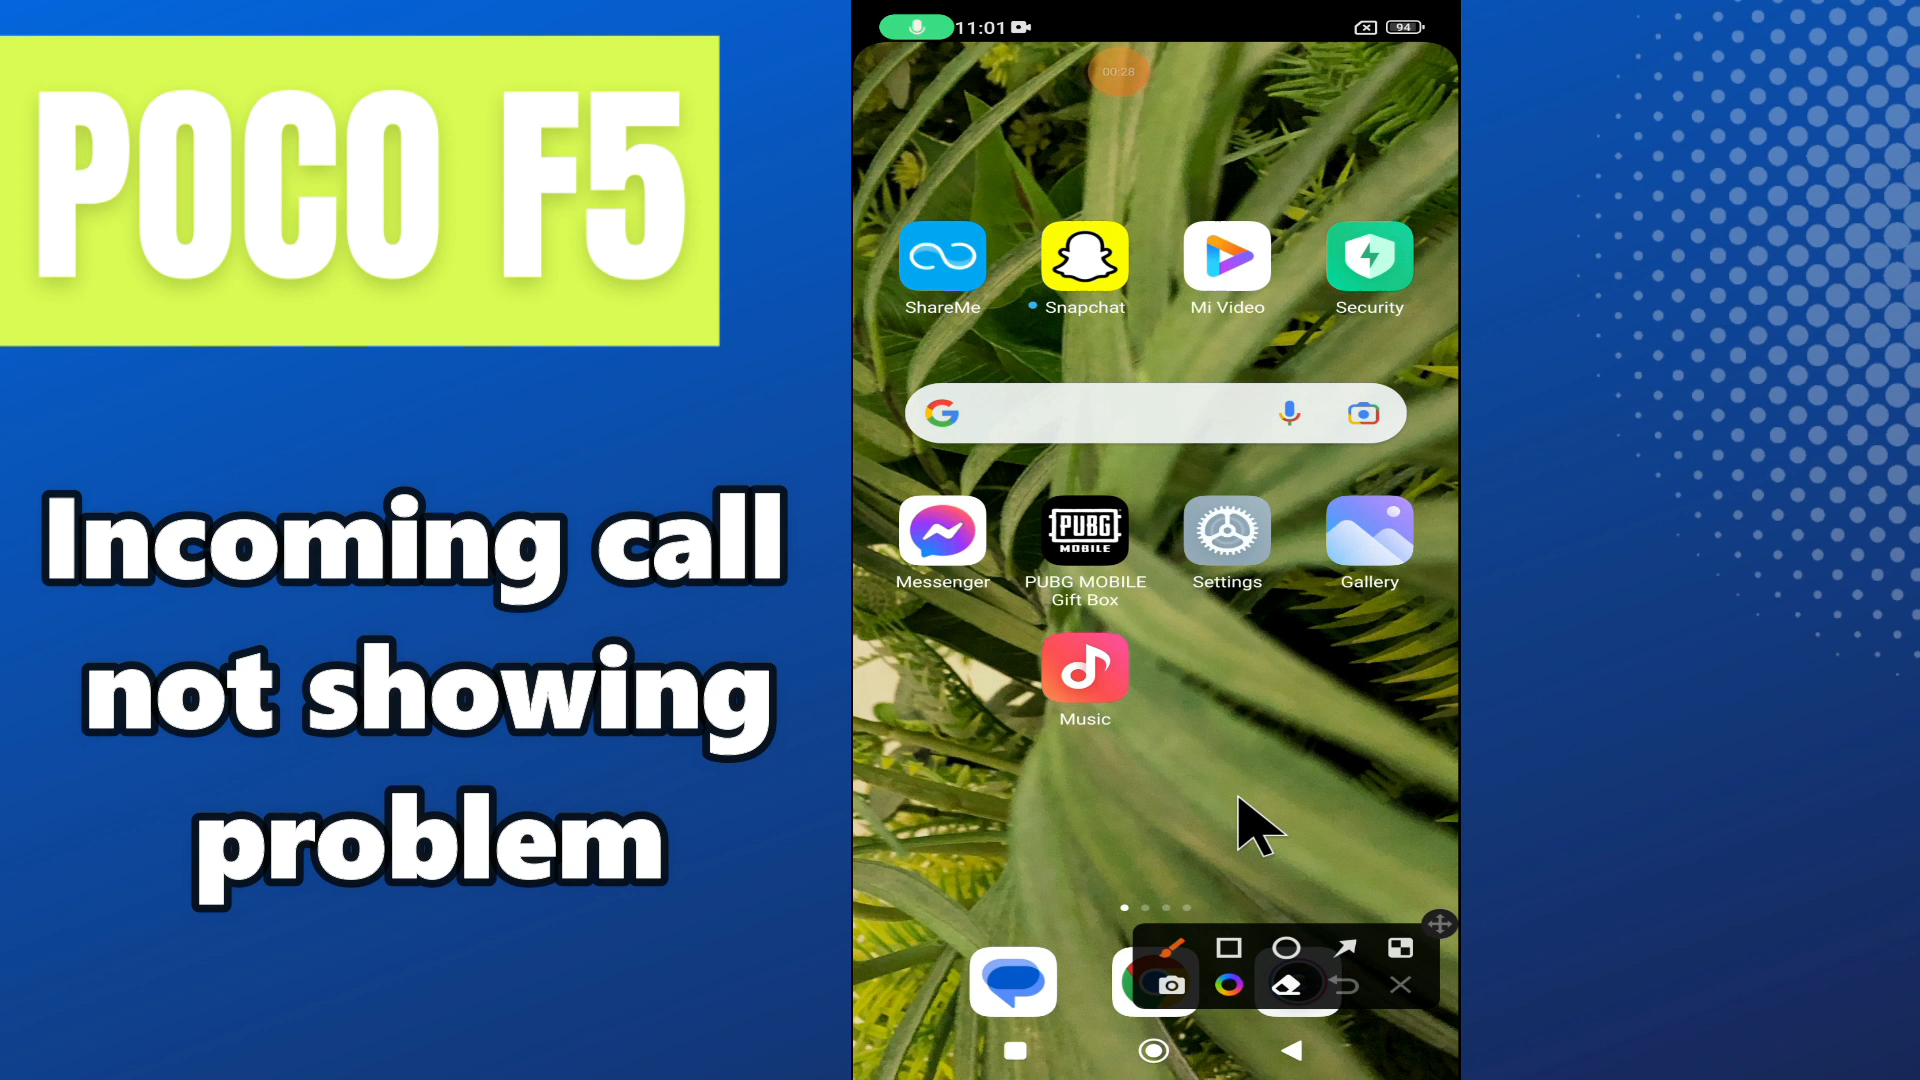 POCO F5
Incoming call
not showing
problem
11:01
94
00:28
ShareMe
Snapchat
Mi Video
Security
Messenger
PUBG MOBILE
PUBG MOBILE
Gift Box
Settings
Gallery
Music